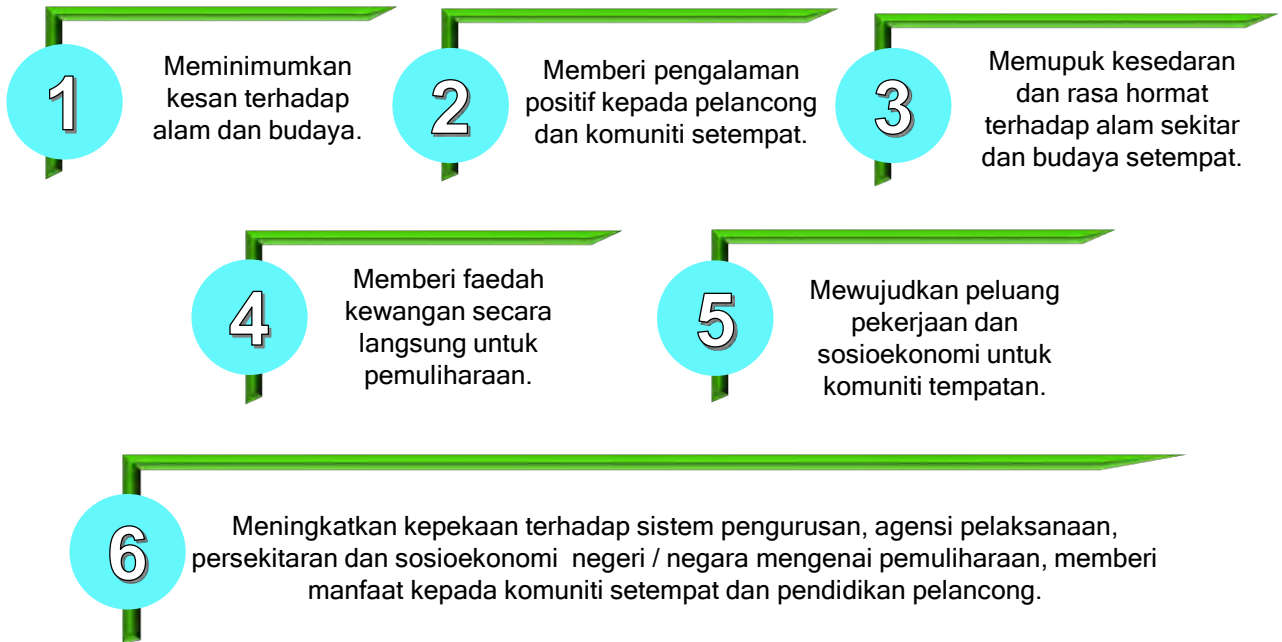 1
Meminimumkan
kesan terhadap
alam dan budaya.
2
Memberi pengalaman
positif kepada pelancong
dan komuniti setempat.
3
Memupuk kesedaran
dan rasa hormat
terhadap alam sekitar
dan budaya setempat.
4
Memberi faedah
kewangan secara
langsung untuk
pemuliharaan.
5
Mewujudkan peluang
pekerjaan dan
sosioekonomi untuk
komuniti tempatan.
6
Meningkatkan kepekaan terhadap sistem pengurusan, agensi pelaksanaan,
persekitaran dan sosioekonomi negeri / negara mengenai pemuliharaan, memberi
manfaat kepada komuniti setempat dan pendidikan pelancong.